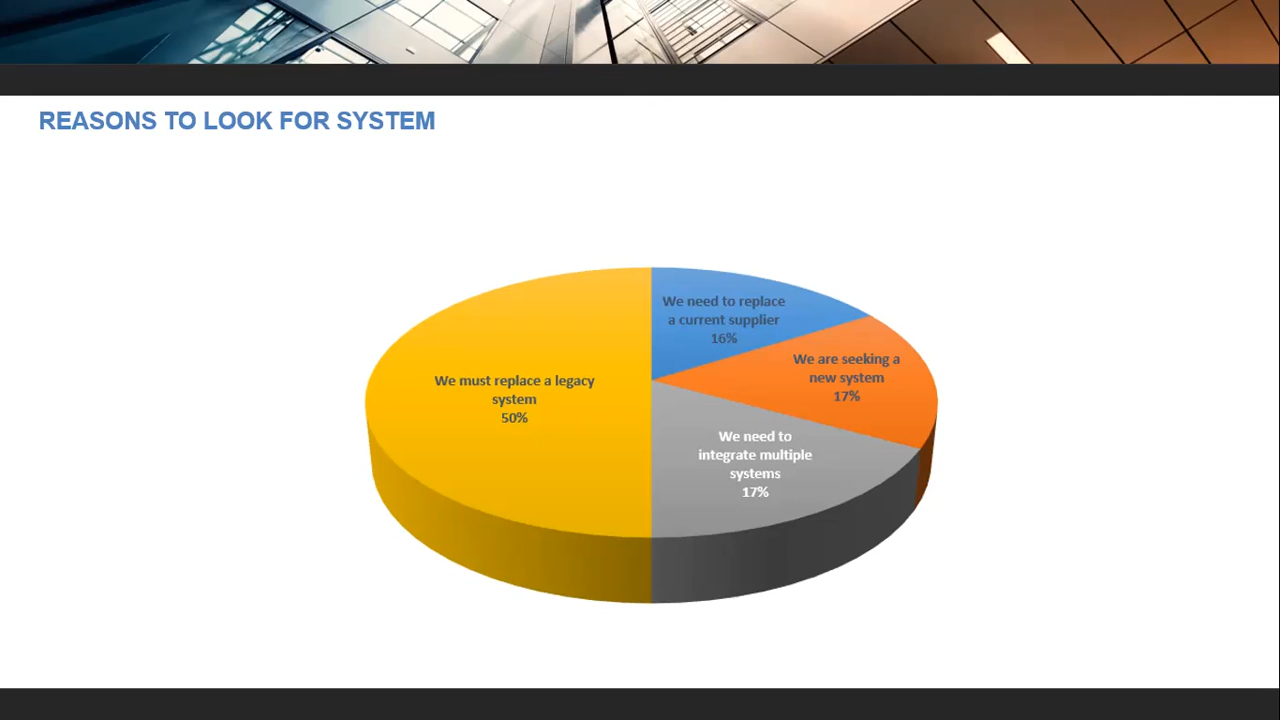 REASONS TO LOOK FOR SYSTEM
We need to replace
a current supplier
16%
We are seeking a
new system
17%
We must replace a legacy
system
50%
We need to
integrate multiple
systems
17%